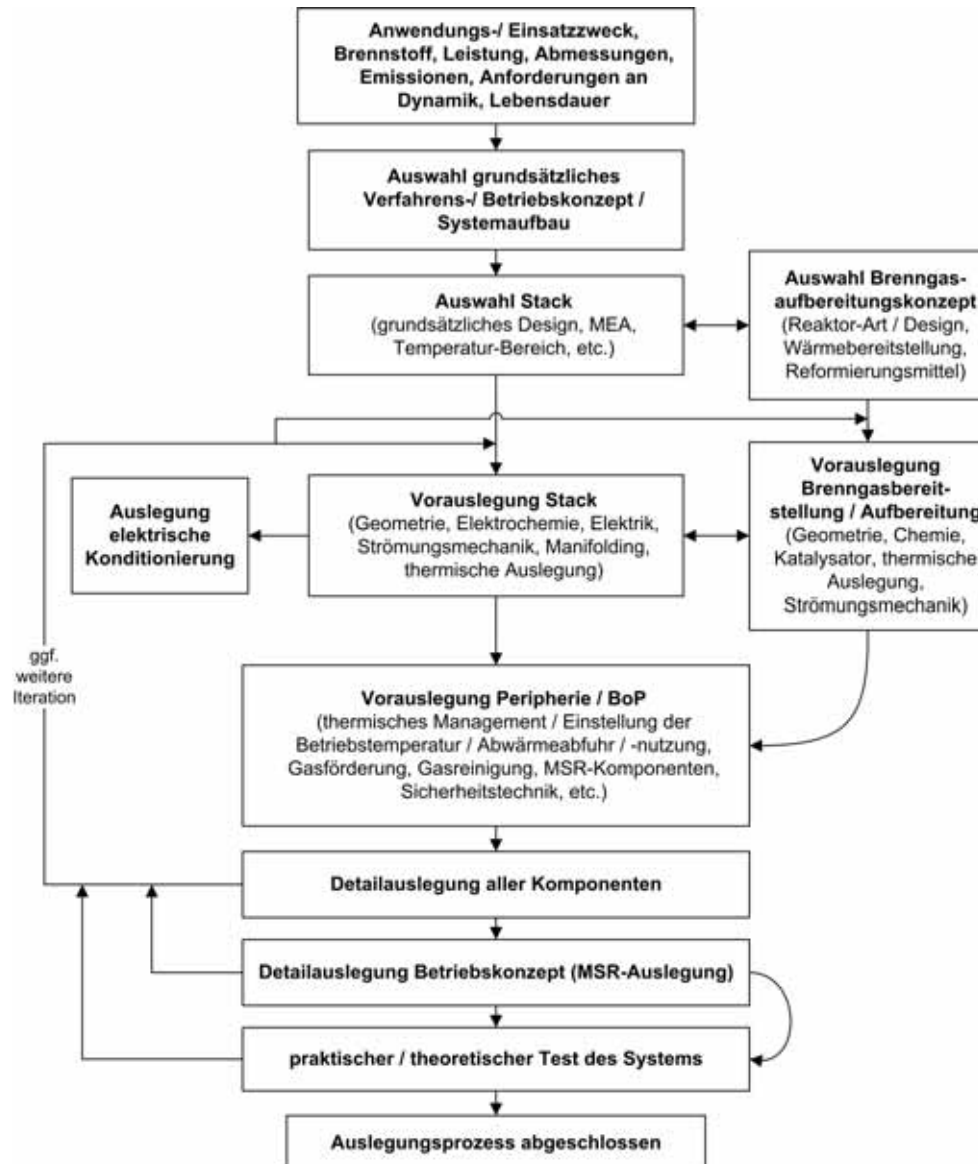 Anwendungs-/ Einsatzzweck,
Brennstoff, Leistung, Abmessungen,
Emissionen, Anforderungen an
Dynamik, Lebensdauer
Auswahl grundsätzliches
Verfahrens-/ Betriebskonzept /
Systemaufbau
Auswahl Stack
(grundsätzliches Design, MEA,
Temperatur-Bereich, etc.)
Auswahl Brenngas-
aufbereitungskonzept
(Reaktor-Art / Design,
Wärmebereitstellung,
Reformierungsmittel)
Auslegung
elektrische
Konditionierung
Vorauslegung Stack
(Geometrie, Elektrochemie, Elektrik,
Strömungsmechanik, Manifolding,
thermische Auslegung)
Vorauslegung
Brenngasbereit-
stellung / Aufbereitung
(Geometrie, Chemie,
Katalysator, thermische
Auslegung,
Strömungsmechanik)
ggf.
weitere
Iteration
Vorauslegung Peripherie / BoP
(thermisches Management / Einstellung der
Betriebstemperatur / Abwärmeabfuhr / -nutzung,
Gasförderung, Gasreinigung, MSR-Komponenten,
Sicherheitstechnik, etc.)
Detailauslegung aller Komponenten
Detailauslegung Betriebskonzept (MSR-Auslegung)
praktischer / theoretischer Test des Systems
Auslegungsprozess abgeschlossen